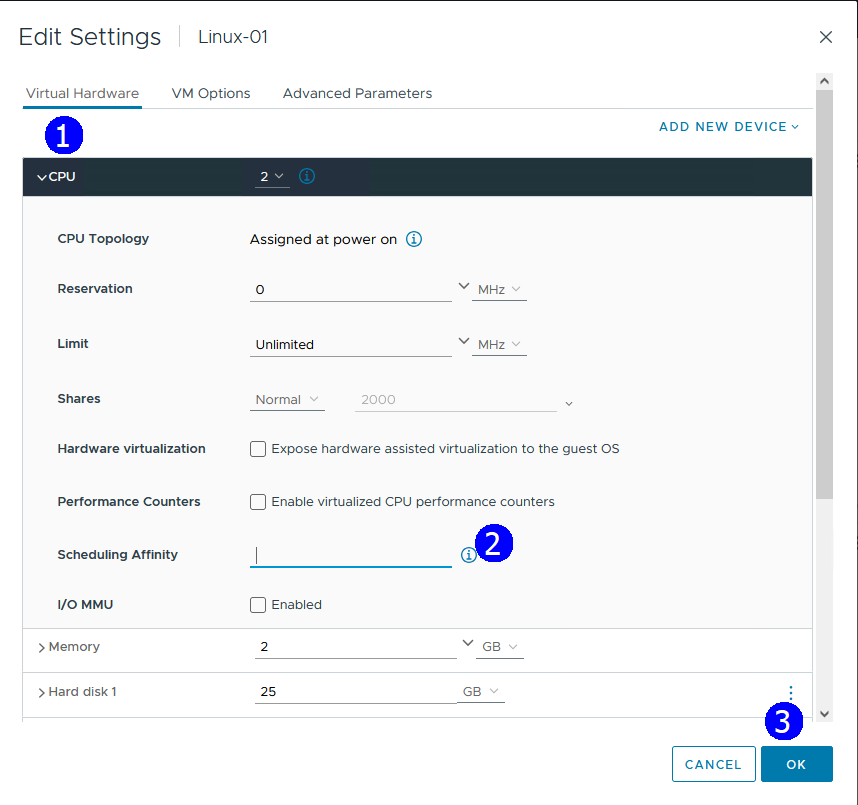 Edit Settings | Linux-01
Virtual Hardware VM Options Advanced Parameters
1
ADD NEW DEVICE
CPU 2
CPU Topology Assigned at power on
Reservation 0 MHz
Limit Unlimited MHz
Shares Normal 2000
Hardware virtualization Expose hardware assisted virtualization to the guest OS
Performance Counters Enable virtualized CPU performance counters
Scheduling Affinity 2
I/O MMU Enabled
Memory 2 GB
Hard disk 1 25 GB
3
CANCEL OK